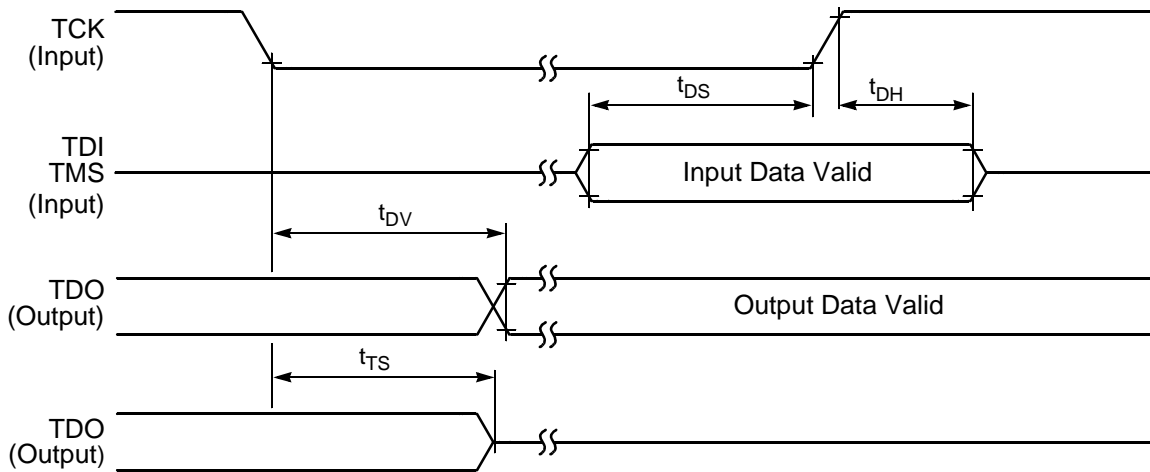 TCK
(Input)
tDS
tDH
TDI
TMS
(Input)
Input Data Valid
tDV
TDO
(Output)
Output Data Valid
tTS
TDO
(Output)